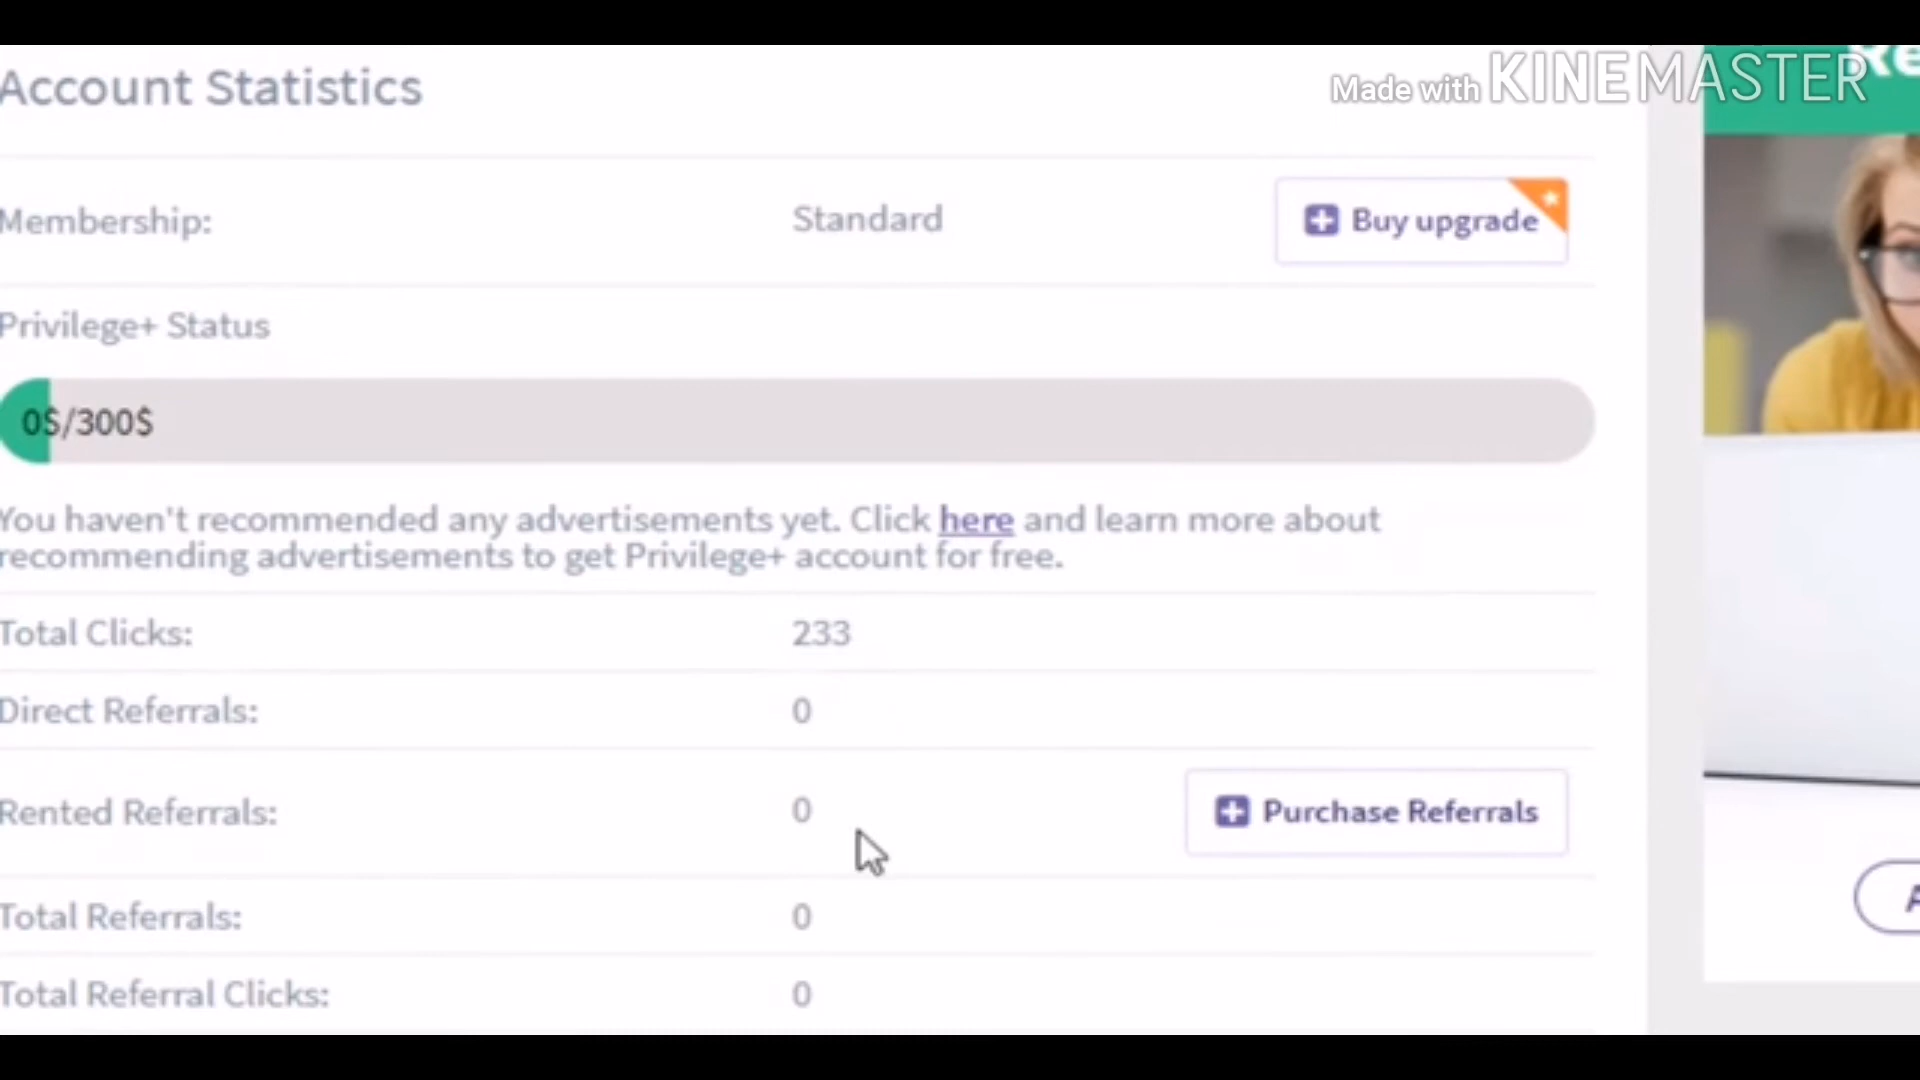 Re
Made with KINEMASTER
Account Statistics
Membership: Standard Buy upgrade
Privilege+ Status
0$/300$
You haven't recommended any advertisements yet. Click here and learn more about
recommending advertisements to get Privilege+ account for free.
Total Clicks: 233
Direct Referrals: 0
Rented Referrals: 0 Purchase Referrals
Total Referrals: 0
Total Referral Clicks: 0